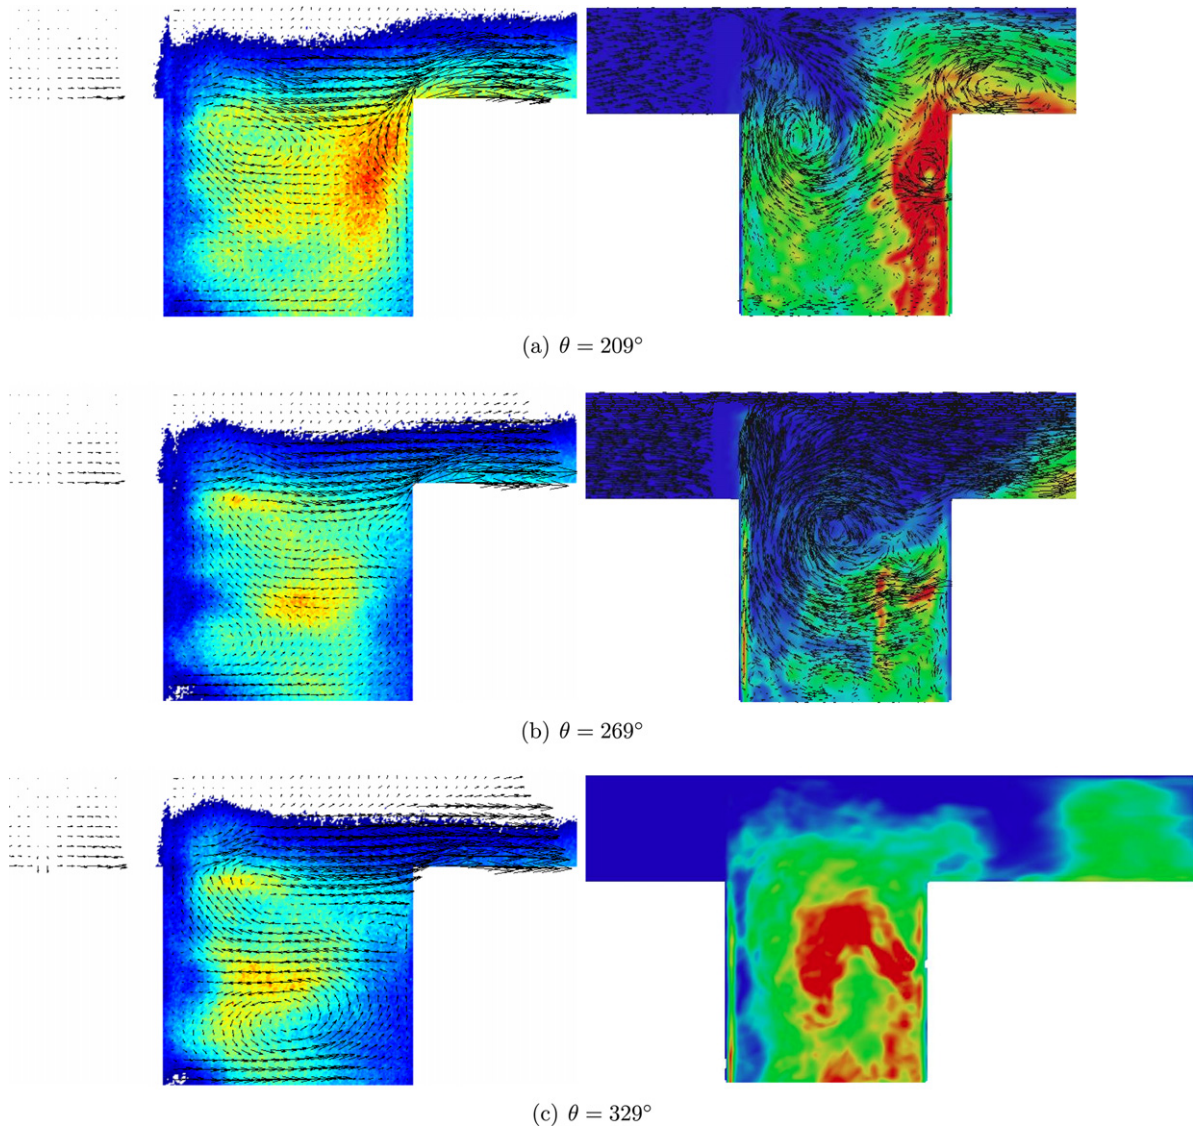 (a) θ = 209°
(b) θ = 269°
(c) θ = 329°